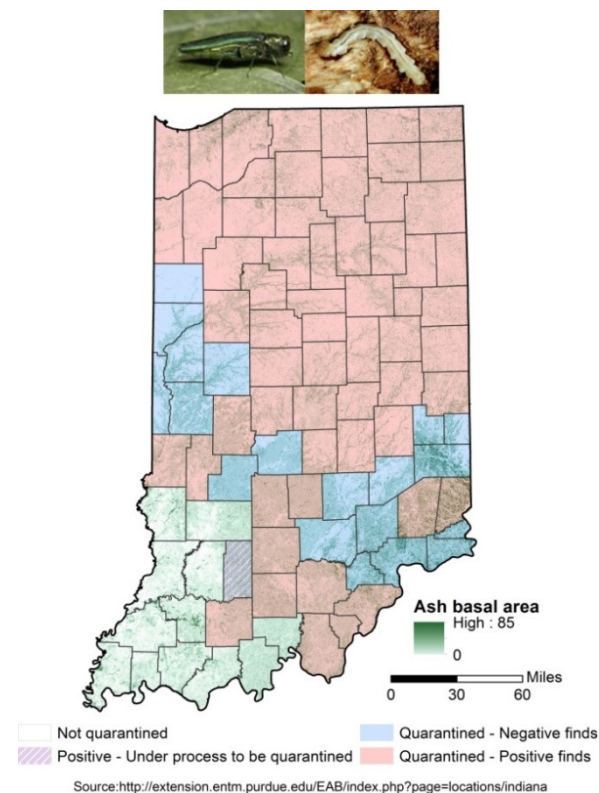 Ash basal area
High : 85
0
Miles
0 30 60
Not quarantined
Quarantined - Negative finds
Positive - Under process to be quarantined
Quarantined - Positive finds
Source:http://extension.entm.purdue.edu/EAB/index.php?page=locations/indiana